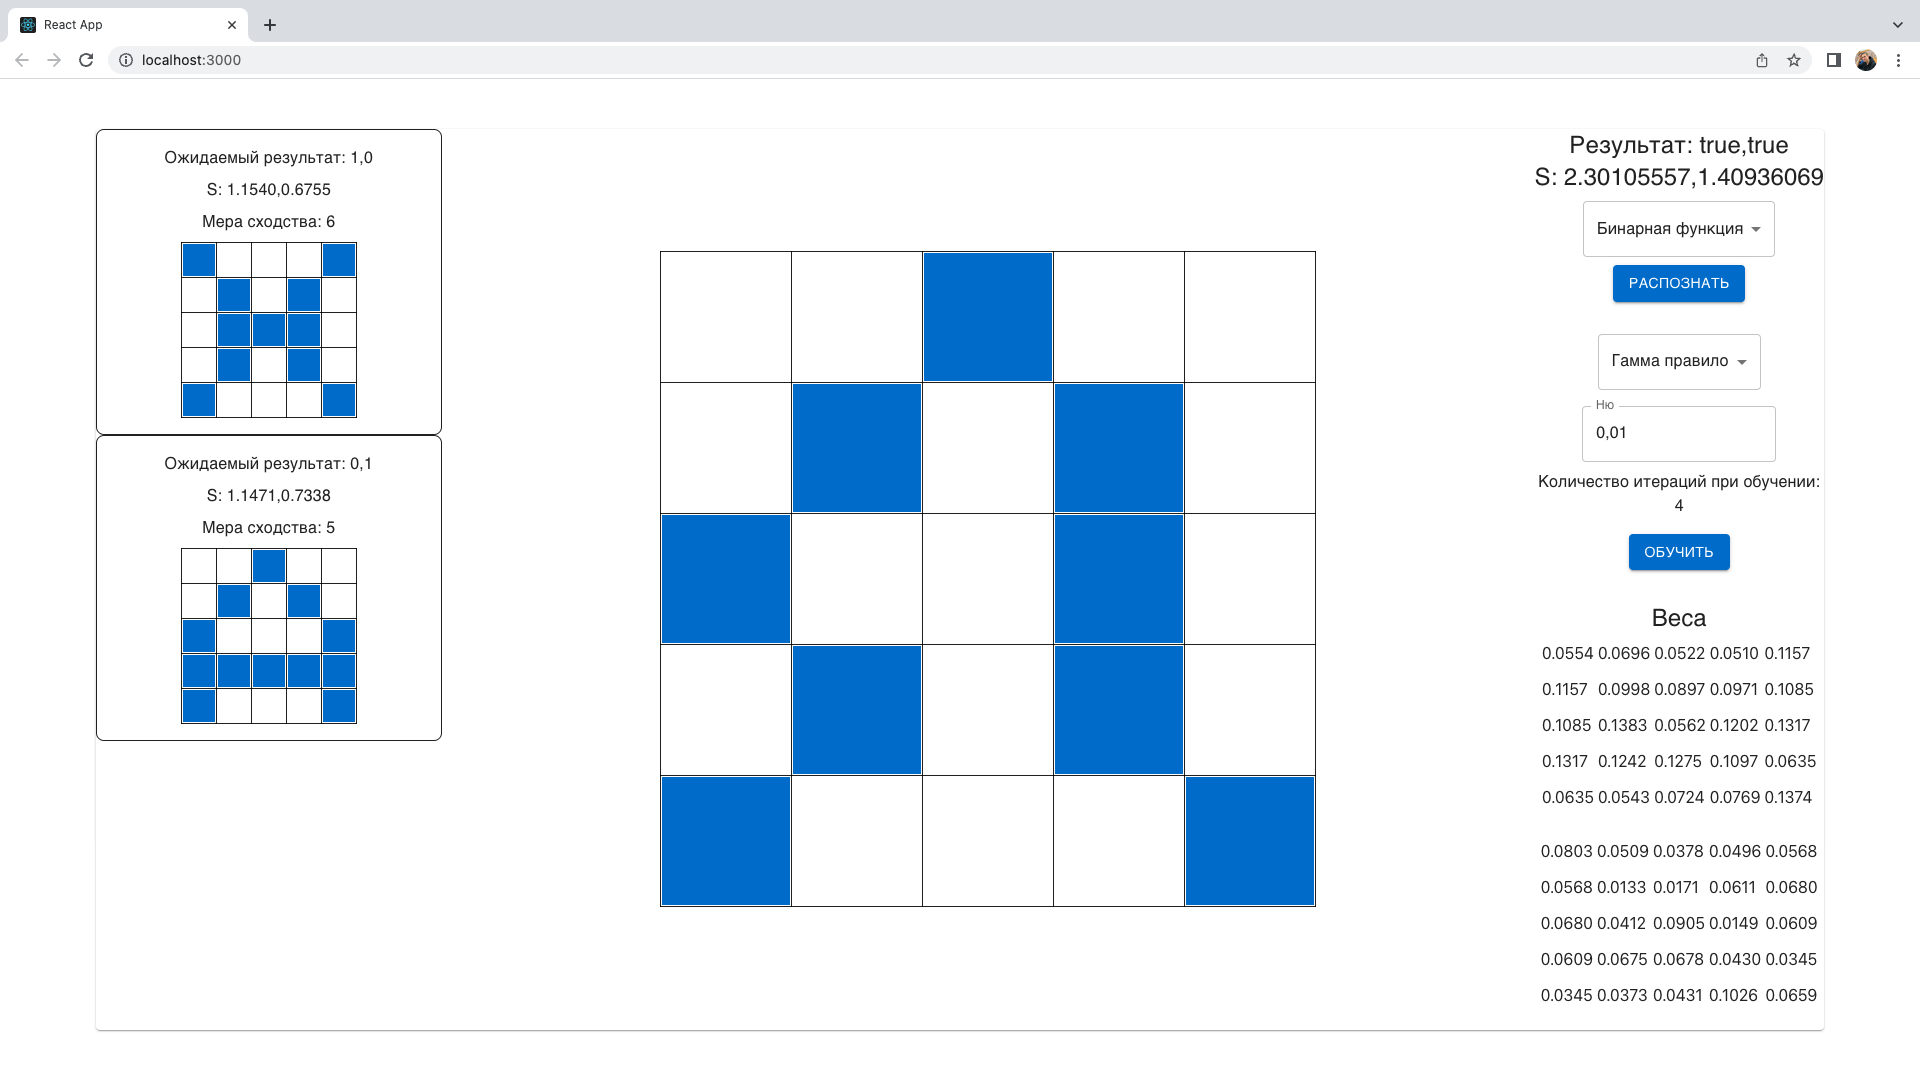 React App
localhost:3000
Ожидаемый результат: 1,0
S: 1.1540,0.6755
Мера сходства: 6
Ожидаемый результат: 0,1
S: 1.1471,0.7338
Мера сходства: 5
Результат: true,true
S: 2.30105557,1.40936069
Бинарная функция
РАСПОЗНАТЬ
Гамма правило
Ню
0,01
Количество итераций при обучении:
4
ОБУЧИТЬ
Веса
0.0554 0.0696 0.0522 0.0510 0.1157
0.1157 0.0998 0.0897 0.0971 0.1085
0.1085 0.1383 0.0562 0.1202 0.1317
0.1317 0.1242 0.1275 0.1097 0.0635
0.0635 0.0543 0.0724 0.0769 0.1374
0.0803 0.0509 0.0378 0.0496 0.0568
0.0568 0.0133 0.0171 0.0611 0.0680
0.0680 0.0412 0.0905 0.0149 0.0609
0.0609 0.0675 0.0678 0.0430 0.0345
0.0345 0.0373 0.0431 0.1026 0.0659